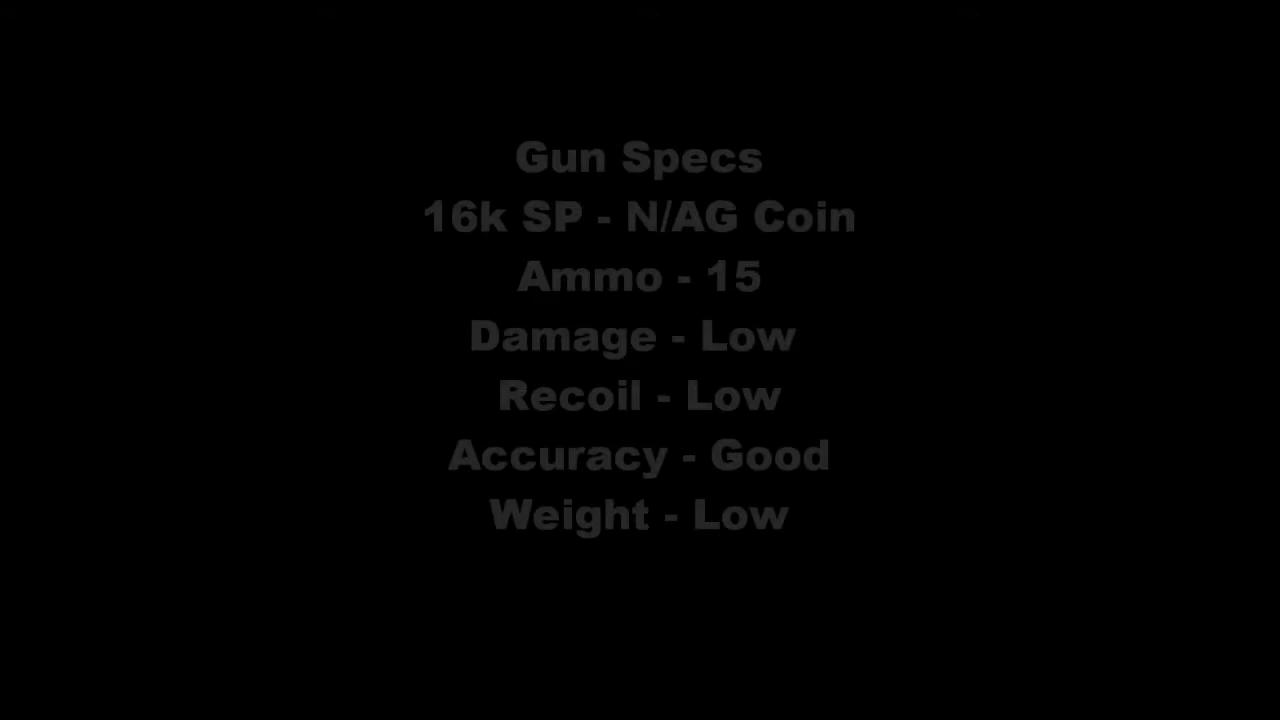 Gun Specs
16k SP - N/AG Coin
Ammo - 15
Damage - Low
Recoil - Low
Accuracy - Good
Weight - Low